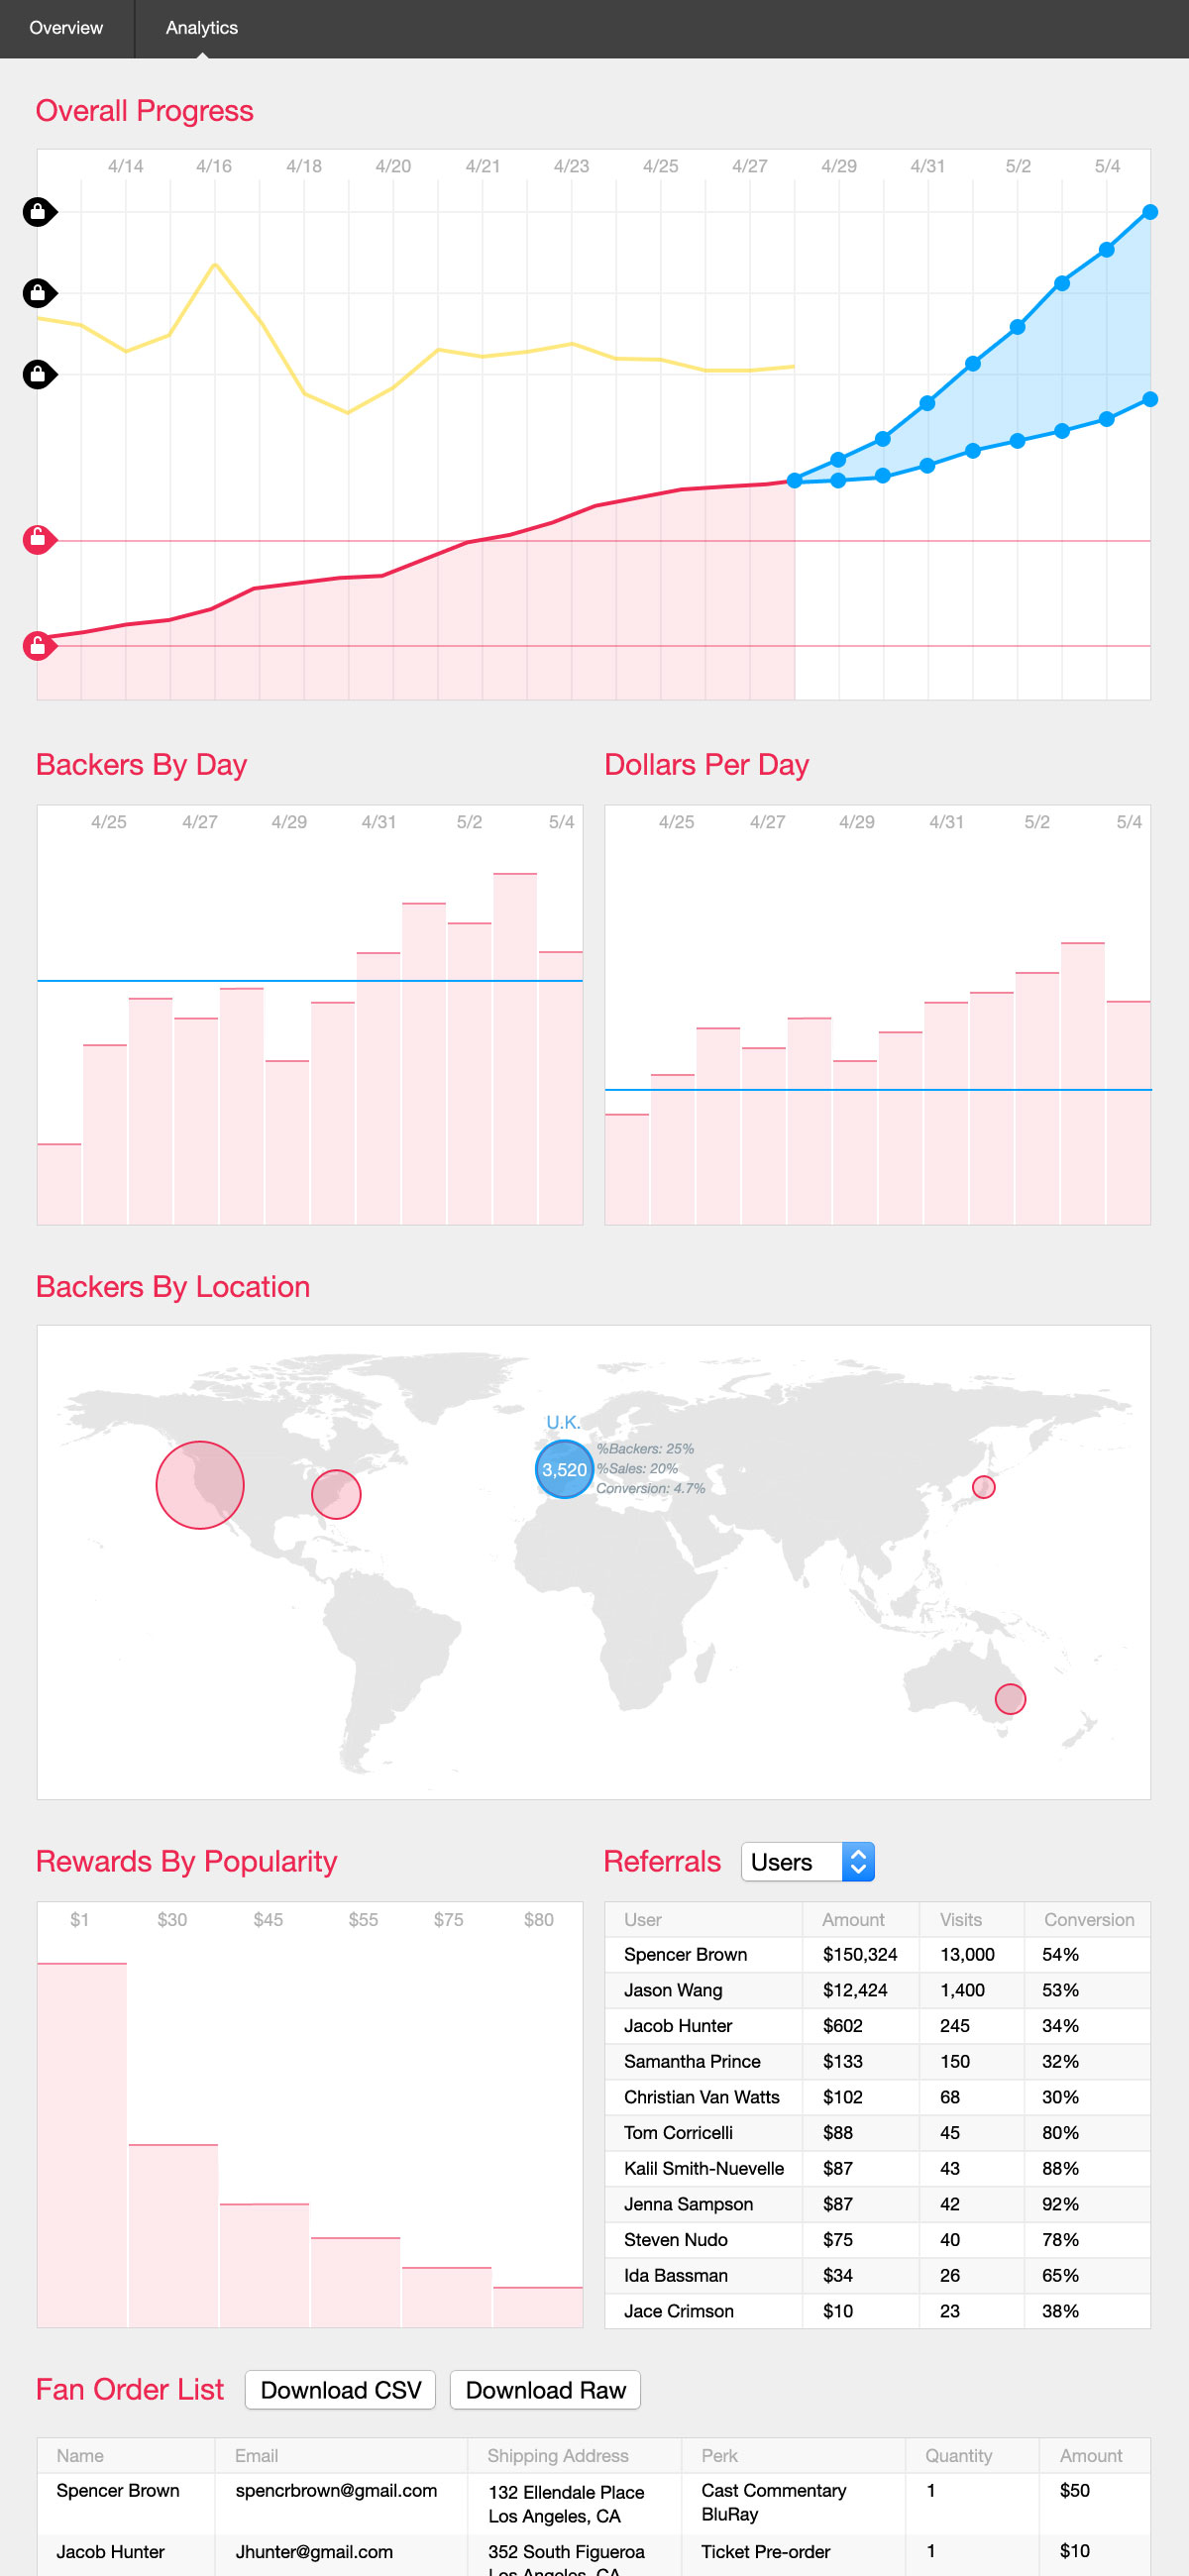 Overview Analytics
Overall Progress
4/14 4/16 4/18 4/20 4/21 4/23 4/25 4/27 4/29 4/31 5/2 5/4
Backers By Day
4/25 4/27 4/29 4/31 5/2 5/4
Dollars Per Day
4/25 4/27 4/29 4/31 5/2 5/4
Backers By Location
U.K.
3,520
%Backers: 25%
%Sales: 20%
Conversion: 4.7%
Rewards By Popularity
$1 $30 $45 $55 $75 $80
Referrals Users
User Amount Visits Conversion
Spencer Brown $150,324 13,000 54%
Jason Wang $12,424 1,400 53%
Jacob Hunter $602 245 34%
Samantha Prince $133 150 32%
Christian Van Watts $102 68 30%
Tom Corricelli $88 45 80%
Kalil Smith-Nuevelle $87 43 88%
Jenna Sampson $87 42 92%
Steven Nudo $75 40 78%
Ida Bassman $34 26 65%
Jace Crimson $10 23 38%
Fan Order List Download CSV Download Raw
Name Email Shipping Address Perk Quantity Amount
Spencer Brown spencrbrown@gmail.com 132 Ellendale Place Cast Commentary 1 $50
Los Angeles, CA BluRay
Jacob Hunter Jhunter@gmail.com 352 South Figueroa Ticket Pre-order 1 $10
Los Angeles, CA